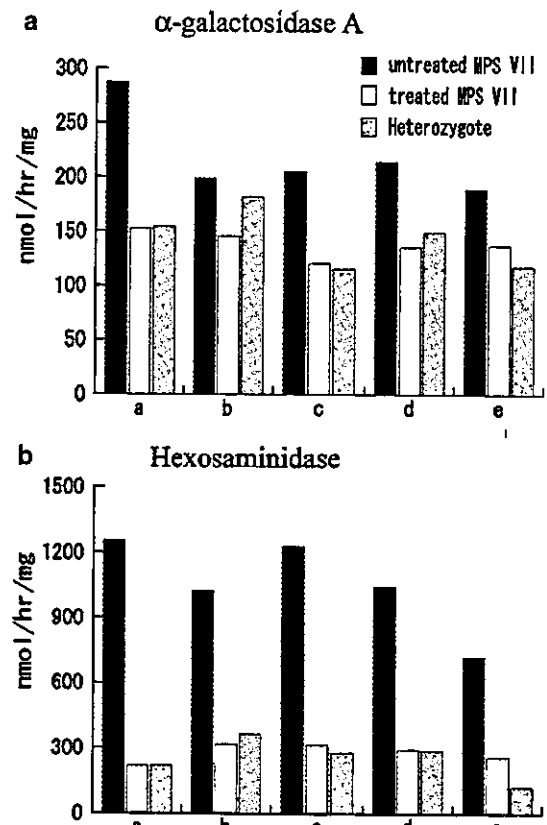 a
α-galactosidase A
nmol/hr/mg
300
250
200
150
100
50
0
untreated MPS VII
treated MPS VII
Heterozygote
a b c d e
b
Hexosaminidase
nmol/hr/mg
1500
1200
900
600
300
0